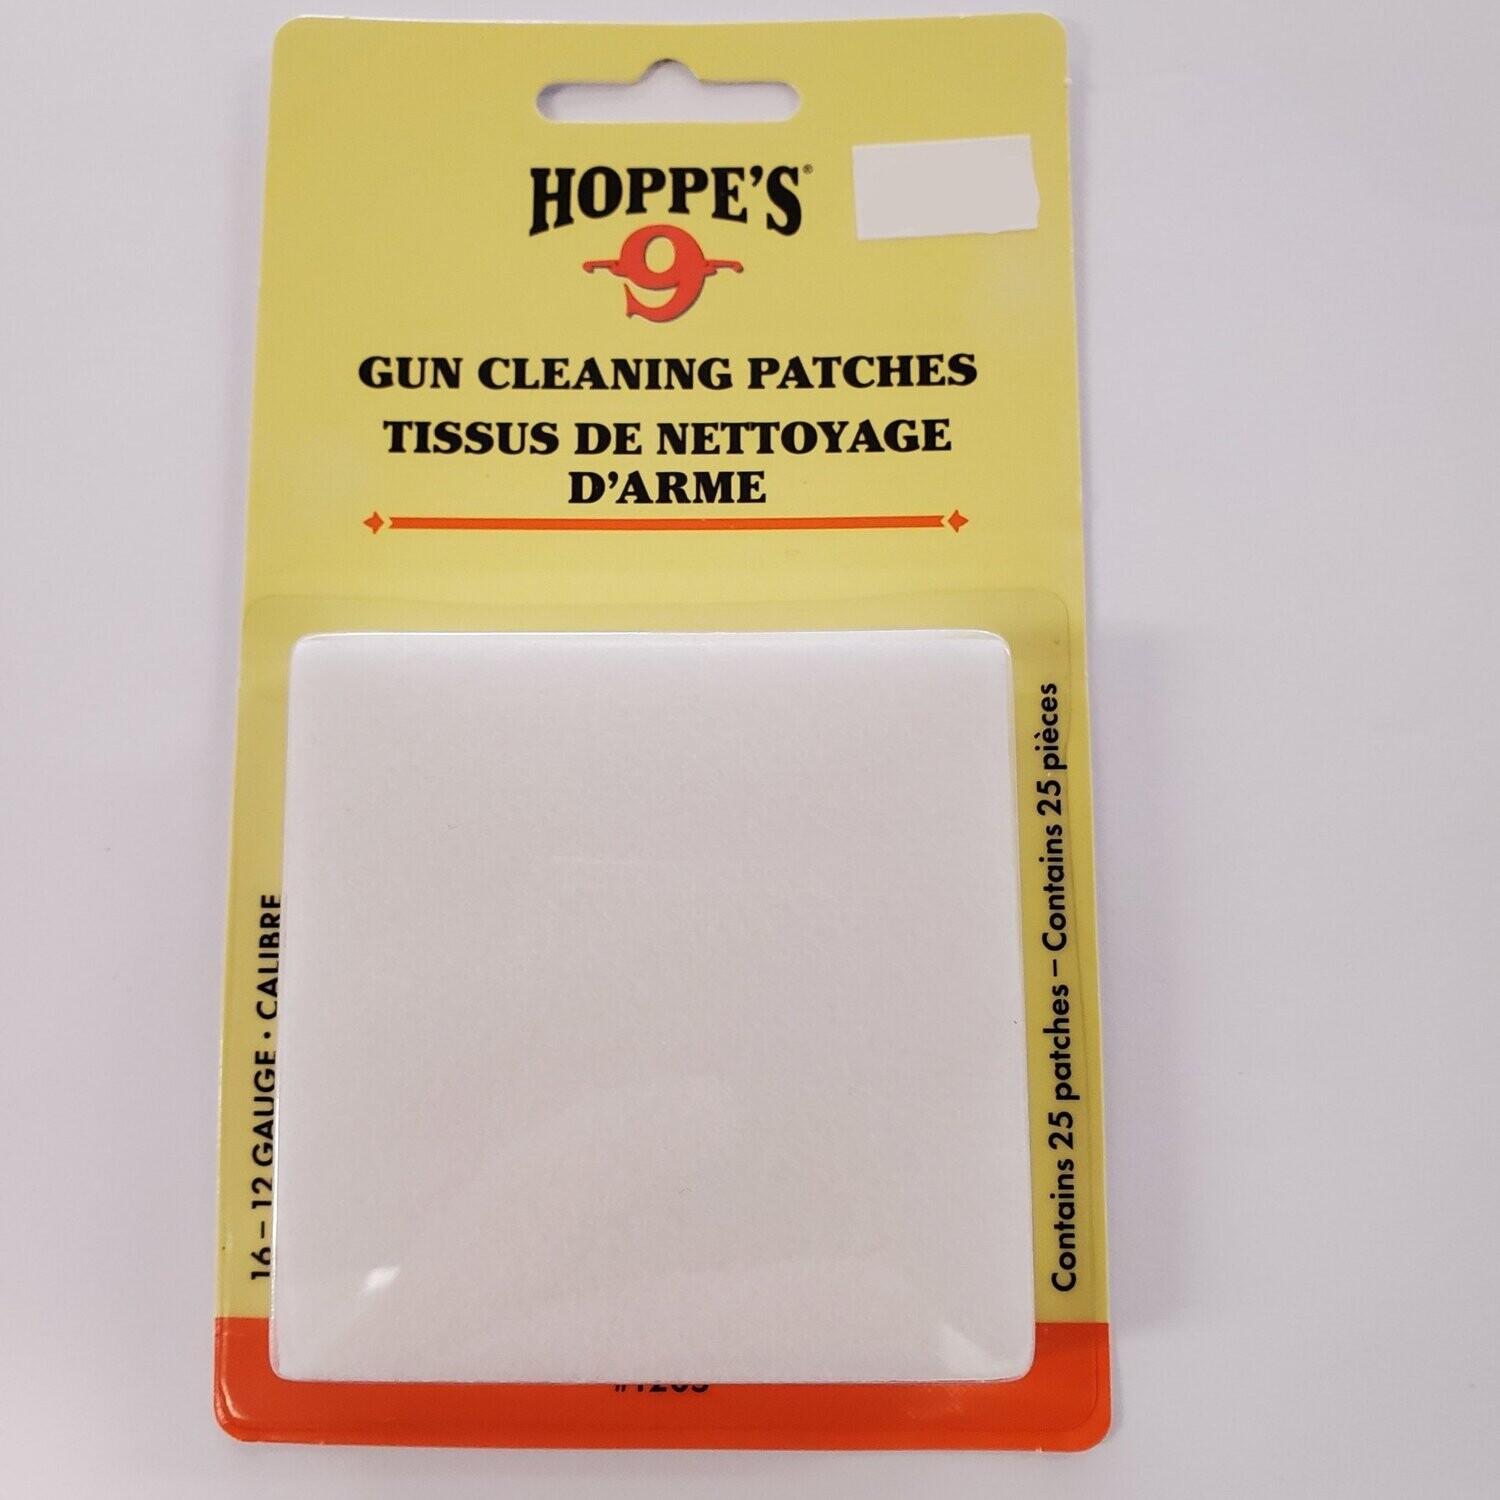 HOPPE'S®
9
GUN CLEANING PATCHES
TISSUS DE NETTOYAGE
D'ARME
16–12 GAUGE · CALIBRE
Contains 25 patches – Contains 25 pièces